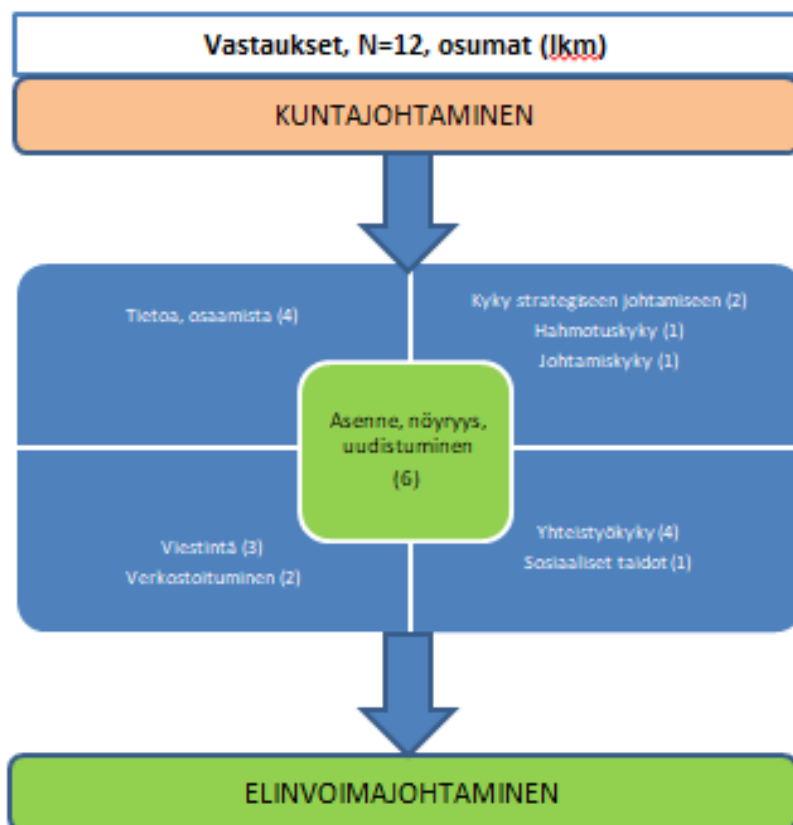 Vastaukset, N=12, osumat (lkm)
KUNTAJOHTAMINEN
Tietoa, osaamista (4)
Kyky strategiseen johtamiseen (2)
Hahmotuskyky (1)
Johtamiskyky (1)
Asenne, nöyryys,
uudistuminen
(6)
Viestintä (3)
Verkostoituminen (2)
Yhteistyökyky (4)
Sosiaaliset taidot (1)
ELINVOIMAJOHTAMINEN